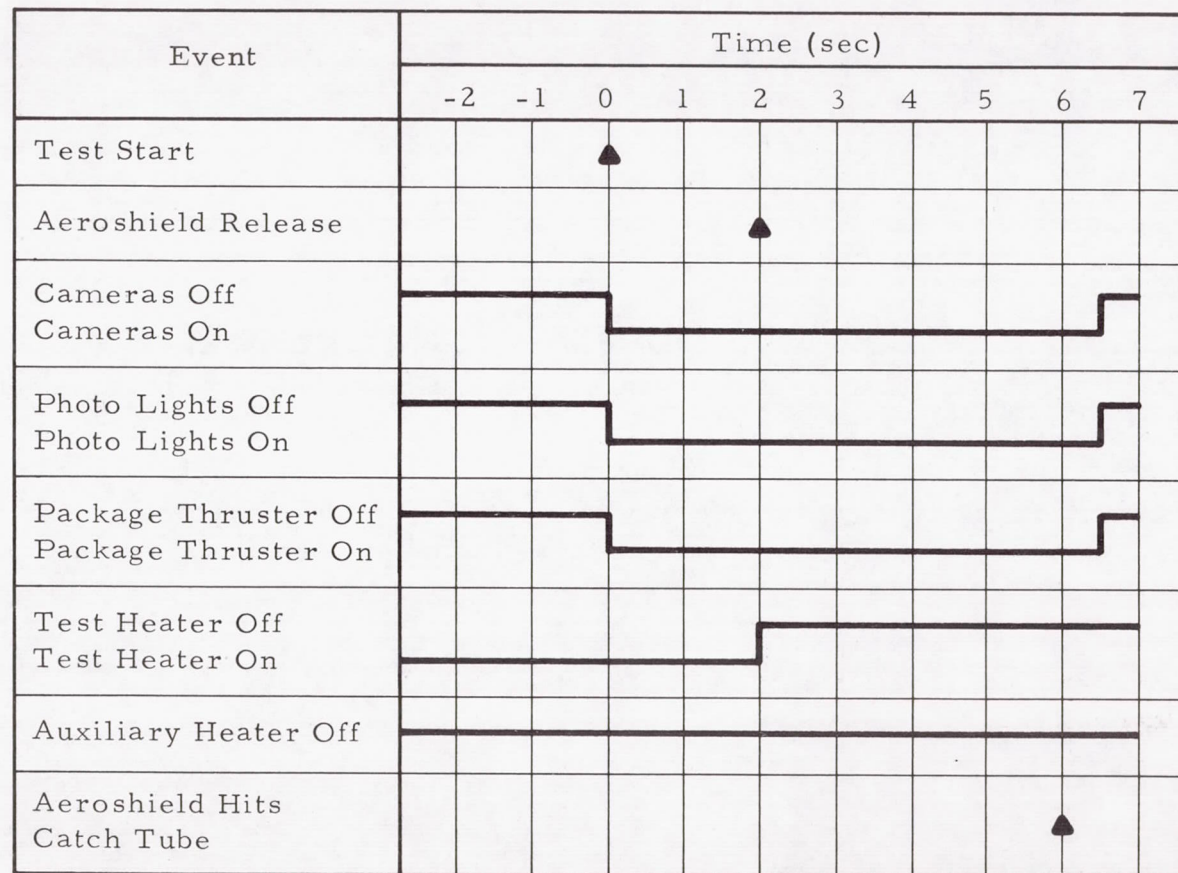 Event
Time (sec)
-2 -1 0 1 2 3 4 5 6 7
Test Start
Aeroshield Release
Cameras Off
Cameras On
Photo Lights Off
Photo Lights On
Package Thruster Off
Package Thruster On
Test Heater Off
Test Heater On
Auxiliary Heater Off
Aeroshield Hits
Catch Tube